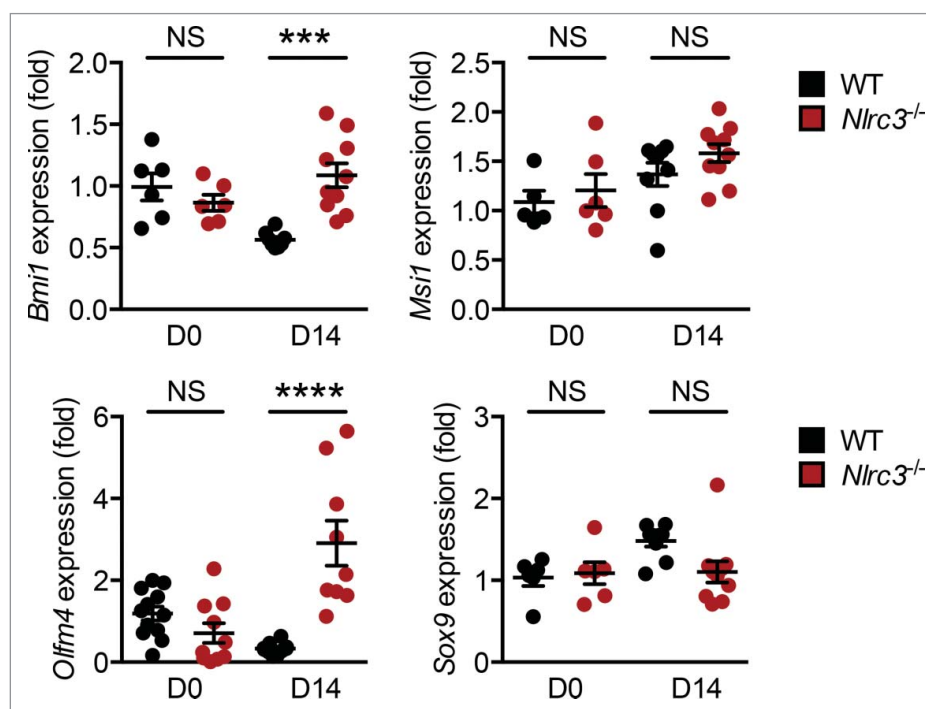 NS *** NS NS
Bmi1 expression (fold)
2.0
1.5
1.0
0.5
0.0
D0 D14
Msi1 expression (fold)
2.5
2.0
1.5
1.0
0.5
0.0
D0 D14
WT
Nlrc3-/-
NS **** NS NS
Olfm4 expression (fold)
6
4
2
0
D0 D14
Sox9 expression (fold)
3
2
1
0
D0 D14
WT
Nlrc3-/-